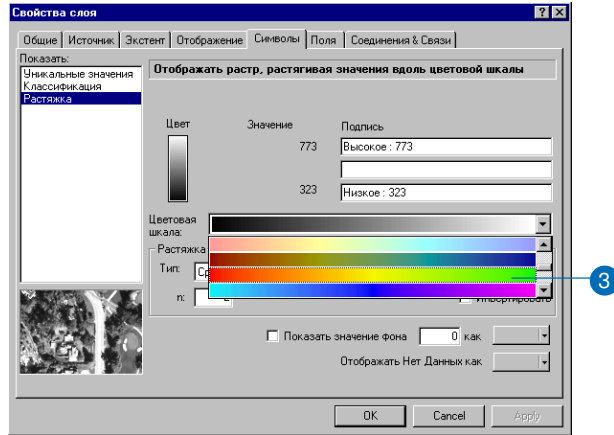 Свойства слоя
Общие Источник Экстент Отображение Символы Поля Соединения & Связи
Показать:
Уникальные значения
Классификация
Растяжка
Отображать растр, растягивая значения вдоль цветовой шкалы
Цвет Значение Подпись
773 Высокое : 773
323 Низкое : 323
Цветовая
шкала:
Растяжка
Тип: Ср
n: 2
Инвертировать
3
Показать значение фона 0 как
Отображать Нет Данных как
OK Cancel Apply